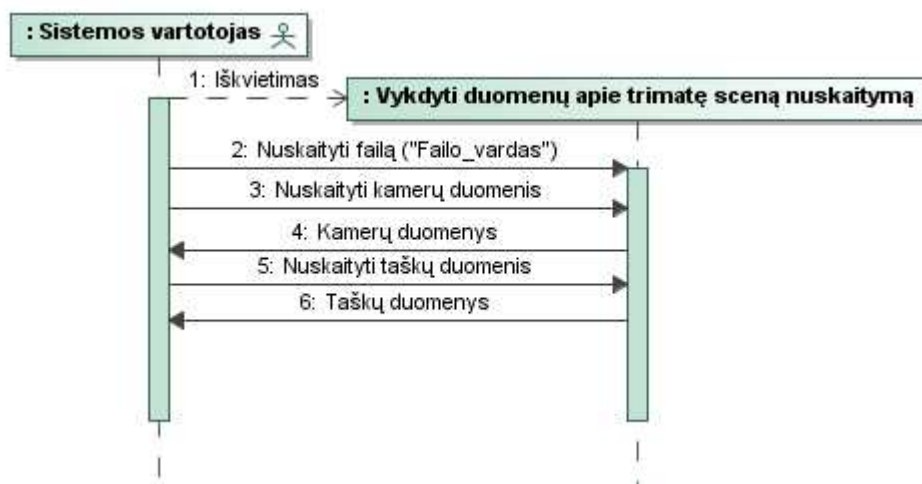 : Sistemos vartotojas
1: Iškvietimas
: Vykdyti duomenų apie trimatę sceną nuskaitymą
2: Nuskaityti failą ("Failo_vardas")
3: Nuskaityti kamerų duomenis
4: Kamerų duomenys
5: Nuskaityti taškų duomenis
6: Taškų duomenys